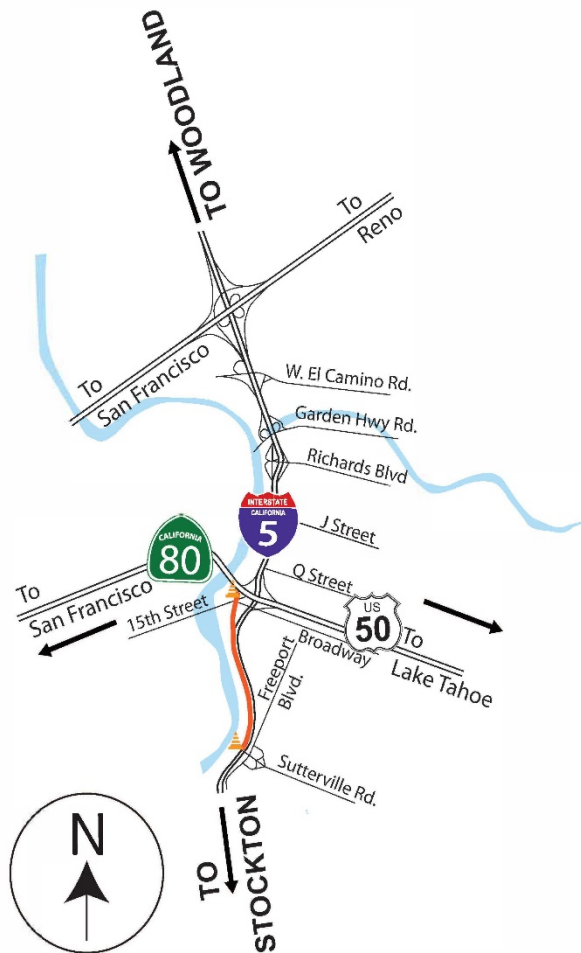 TO WOODLAND
To
Reno
To
San Francisco
W. El Camino Rd.
Garden Hwy Rd.
Richards Blvd
INTERSTATE
CALIFORNIA
5
J Street
CALIFORNIA
80
Q Street
To
San Francisco
15th Street
US
50
To
Lake Tahoe
Broadway
Freeport
Blvd.
Sutterville Rd.
TO
STOCKTON
N